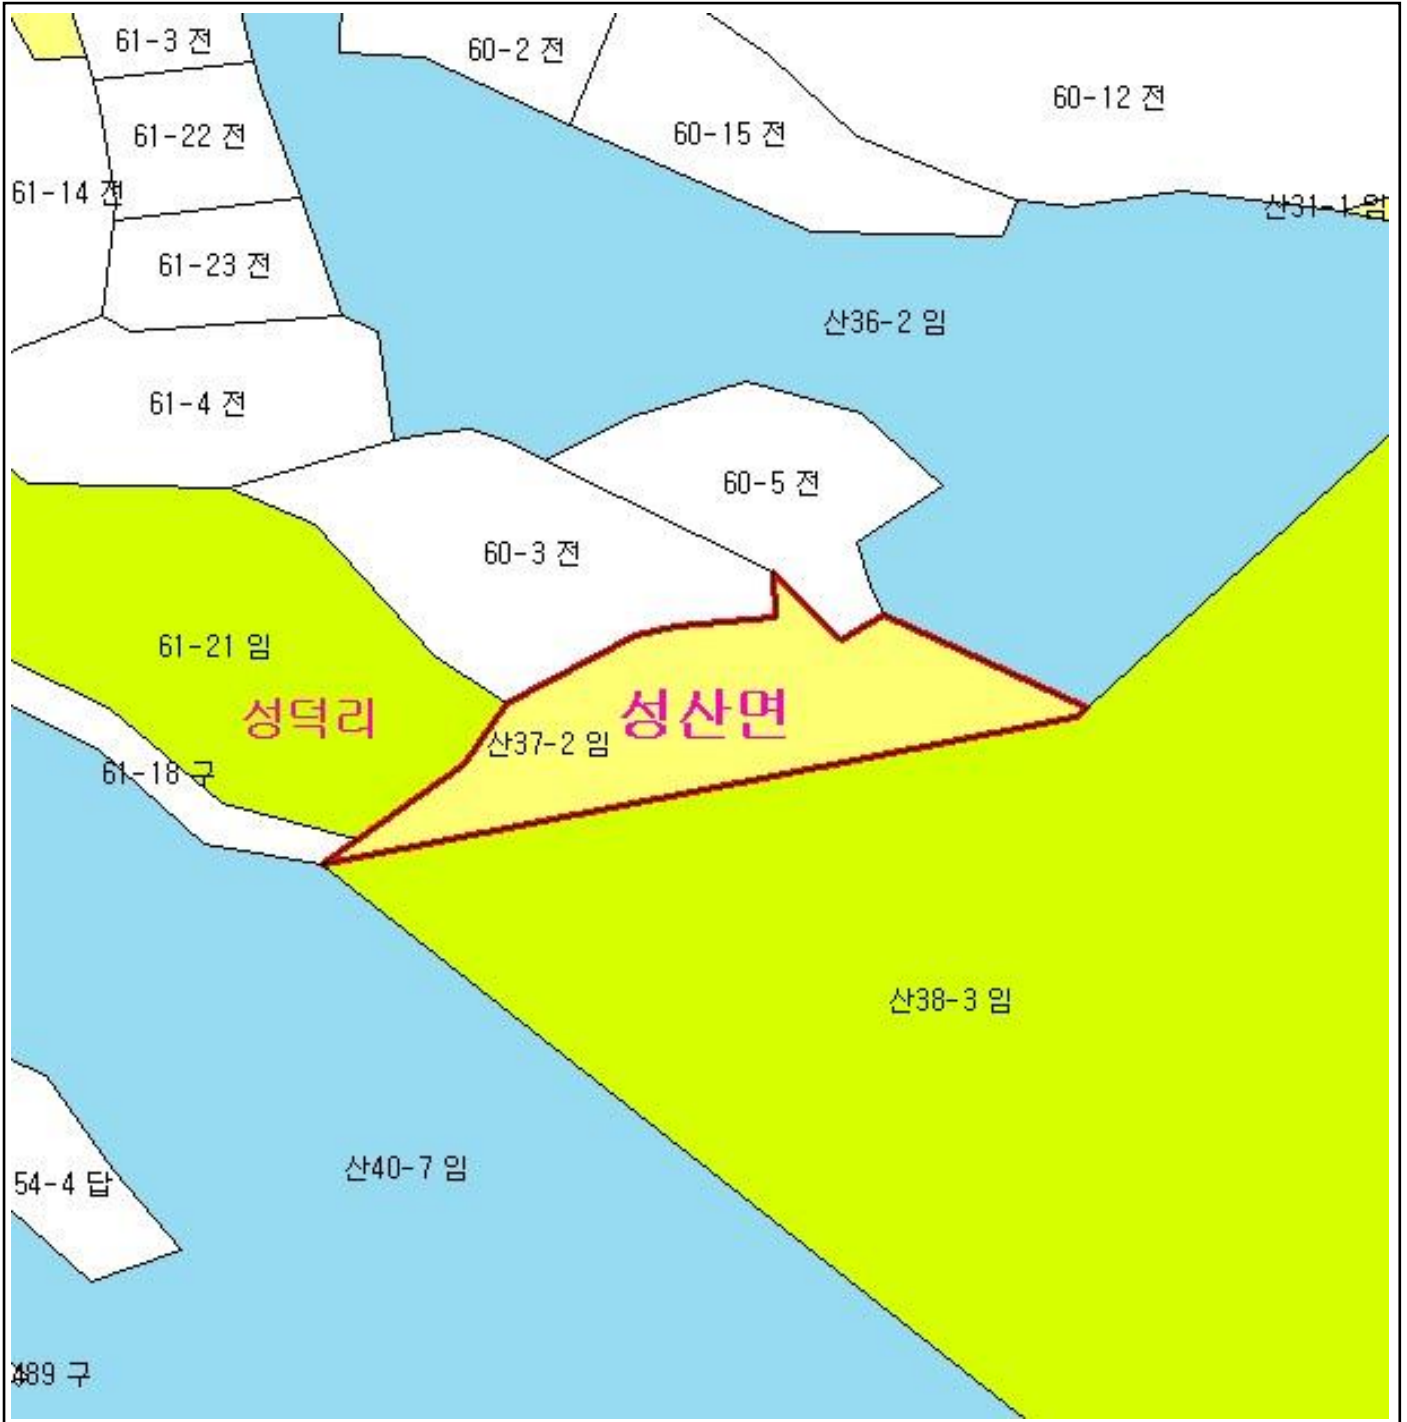 61-3 전
60-2 전
60-12 전
61-22 전
60-15 전
61-14 전
산31-1 임
61-23 전
산36-2 임
61-4 전
60-5 전
60-3 전
61-21 임
성덕리
성산면
산37-2 임
61-18 구
산38-3 임
산40-7 임
54-4 답
489 구